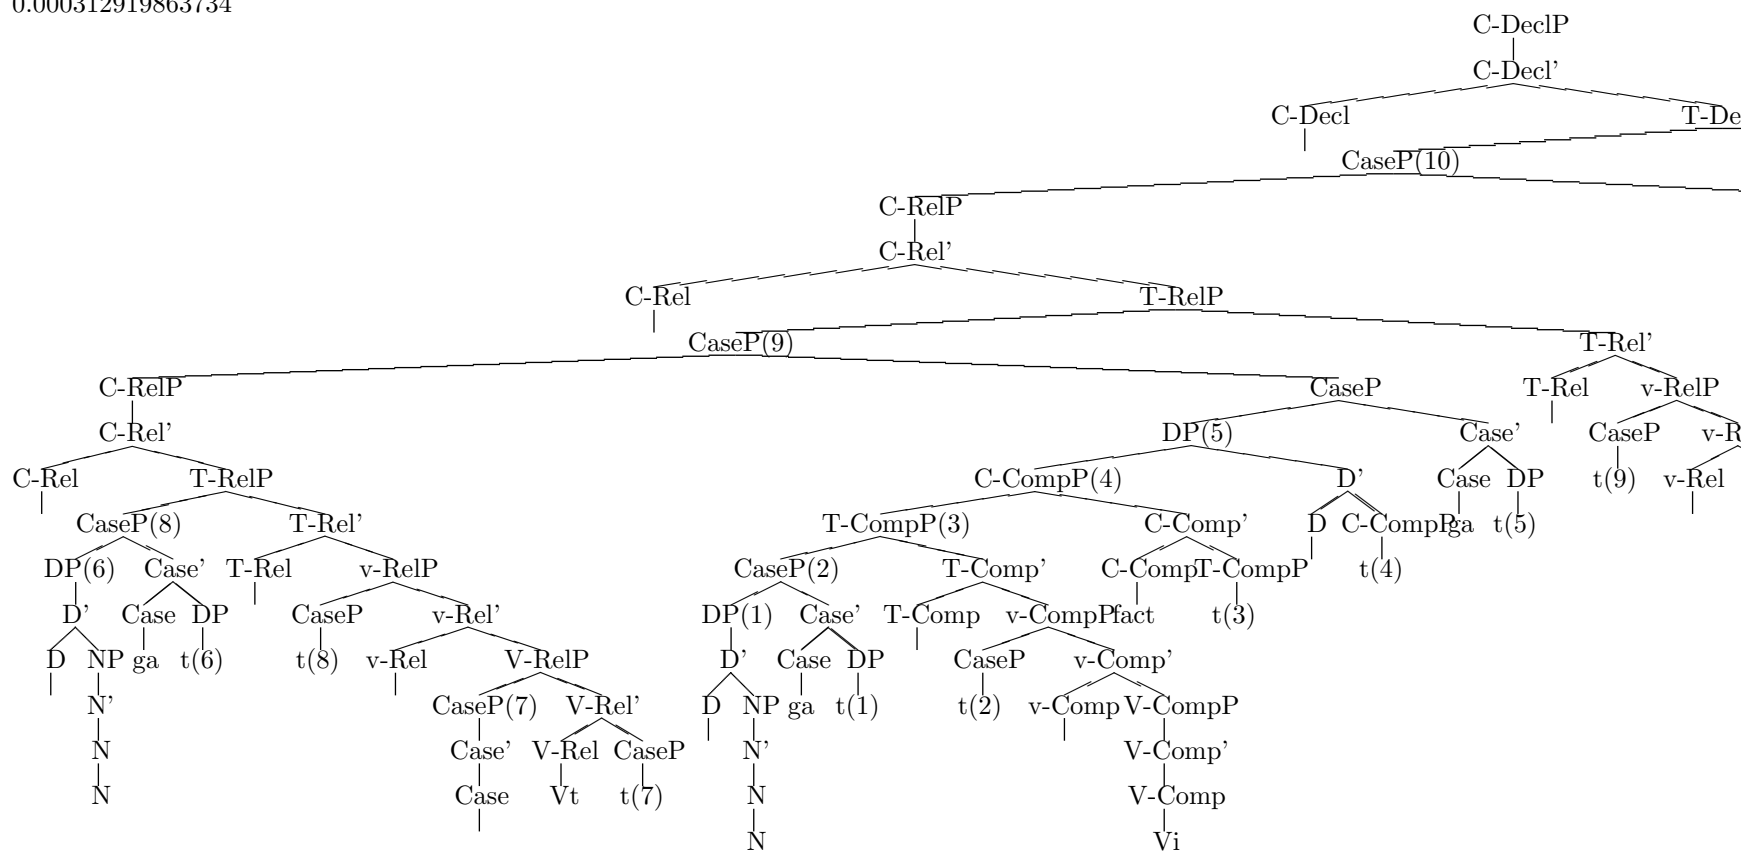 0.000312919863734
C-DeclP
C-Decl’
C-Decl T-De
CaseP(10)
C-RelP
C-Rel’
C-Rel T-RelP
CaseP(9) T-Rel’
C-RelP CaseP T-Rel v-RelP
C-Rel’ DP(5) Case’ CaseP v-R
C-Rel T-RelP C-CompP(4) D’ Case DP t(9) v-Rel
CaseP(8) T-Rel’ T-CompP(3) C-Comp’ D C-CompP ga t(5)
DP(6) Case’ T-Rel v-RelP CaseP(2) T-Comp’ C-Comp T-CompP t(4)
D’ Case DP CaseP v-Rel’ DP(1) Case’ T-Comp v-CompP fact t(3)
D NP ga t(6) t(8) v-Rel V-RelP D’ Case DP CaseP v-Comp’
N’ CaseP(7) V-Rel’ D NP ga t(1) t(2) v-Comp V-CompP
N Case’ V-Rel CaseP N’ V-Comp’
N Case Vt t(7) N V-Comp
N Vi